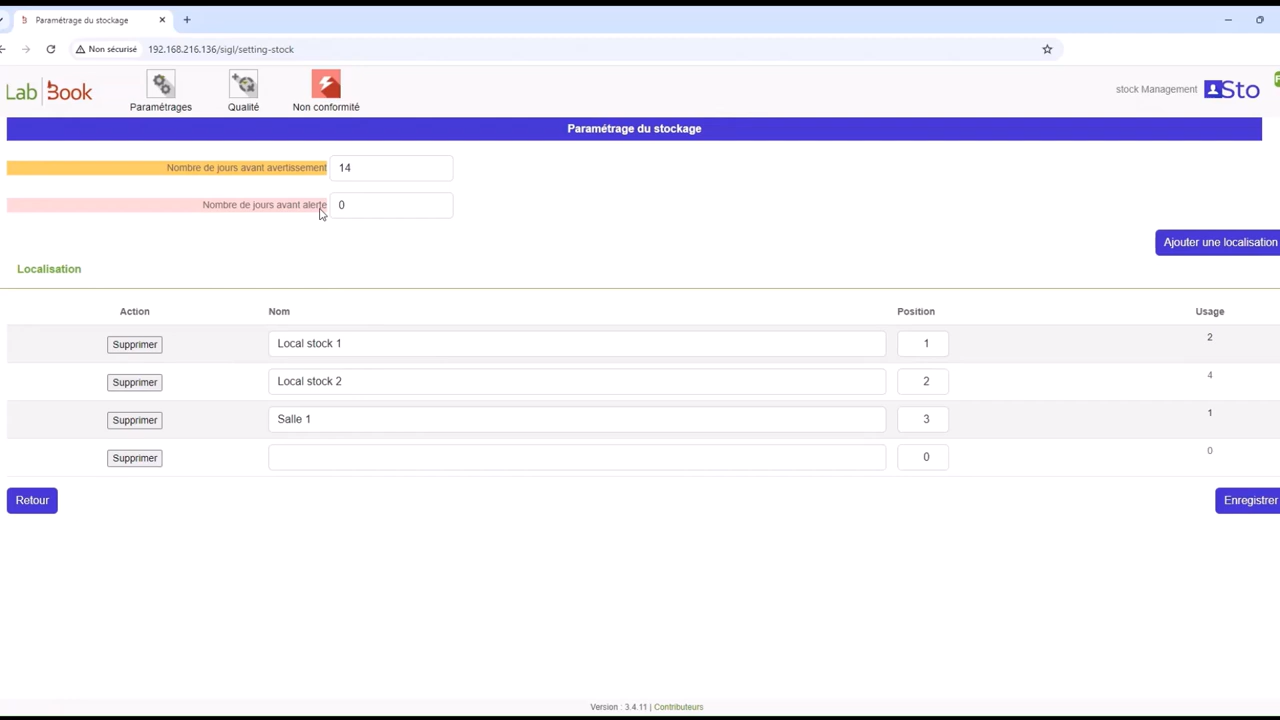 Paramétrage du stockage
Non sécurisé 192.168.216.136/sigl/setting-stock
Lab Book
Paramétrages
Qualité
Non conformité
stock Management
Sto
Paramétrage du stockage
Nombre de jours avant avertissement 14
Nombre de jours avant alerte 0
Ajouter une localisation
Localisation
Action Nom Position Usage
Supprimer Local stock 1 1 2
Supprimer Local stock 2 2 4
Supprimer Salle 1 3 1
Supprimer 0 0
Retour
Enregistrer
Version : 3.4.11 | Contributeurs